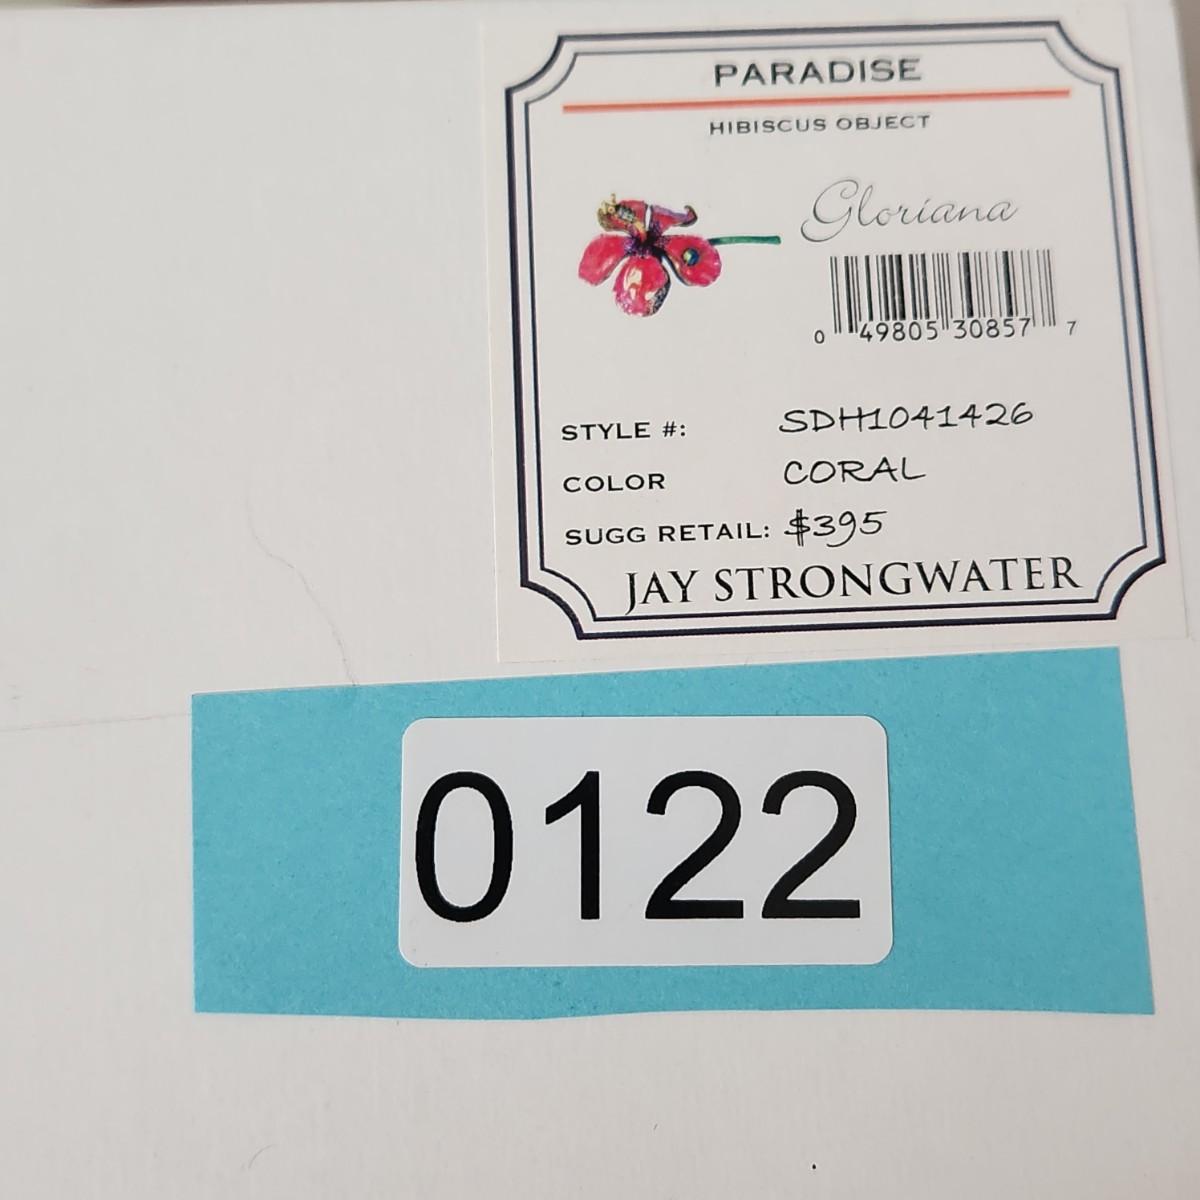 PARADISE
HIBISCUS OBJECT
Gloriana
0 49805 30857 7
STYLE #: SDH1041426
COLOR CORAL
SUGG RETAIL: $395
JAY STRONGWATER
0122